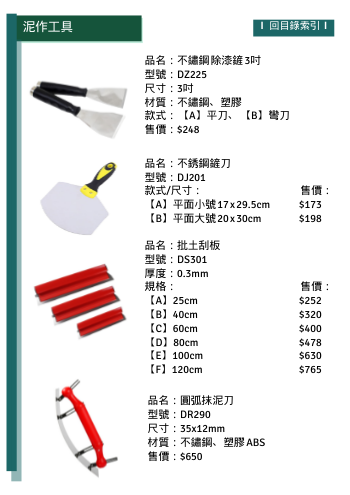 泥作工具
I 回目錄索引 I
品名：不鏽鋼除漆鏟3吋
型號：DZ225
尺寸：3吋
材質：不鏽鋼、塑膠
款式：【A】平刀、【B】彎刀
售價：$248
品名：不銹鋼鏟刀
型號：DJ201
款式/尺寸： 售價：
【A】平面小號17x29.5cm $173
【B】平面大號20x30cm $198
品名：批土刮板
型號：DS301
厚度：0.3mm
規格： 售價：
【A】25cm $252
【B】40cm $320
【C】60cm $400
【D】80cm $478
【E】100cm $630
【F】120cm $765
品名：圓弧抹泥刀
型號：DR290
尺寸：35x12mm
材質：不鏽鋼、塑膠ABS
售價：$650